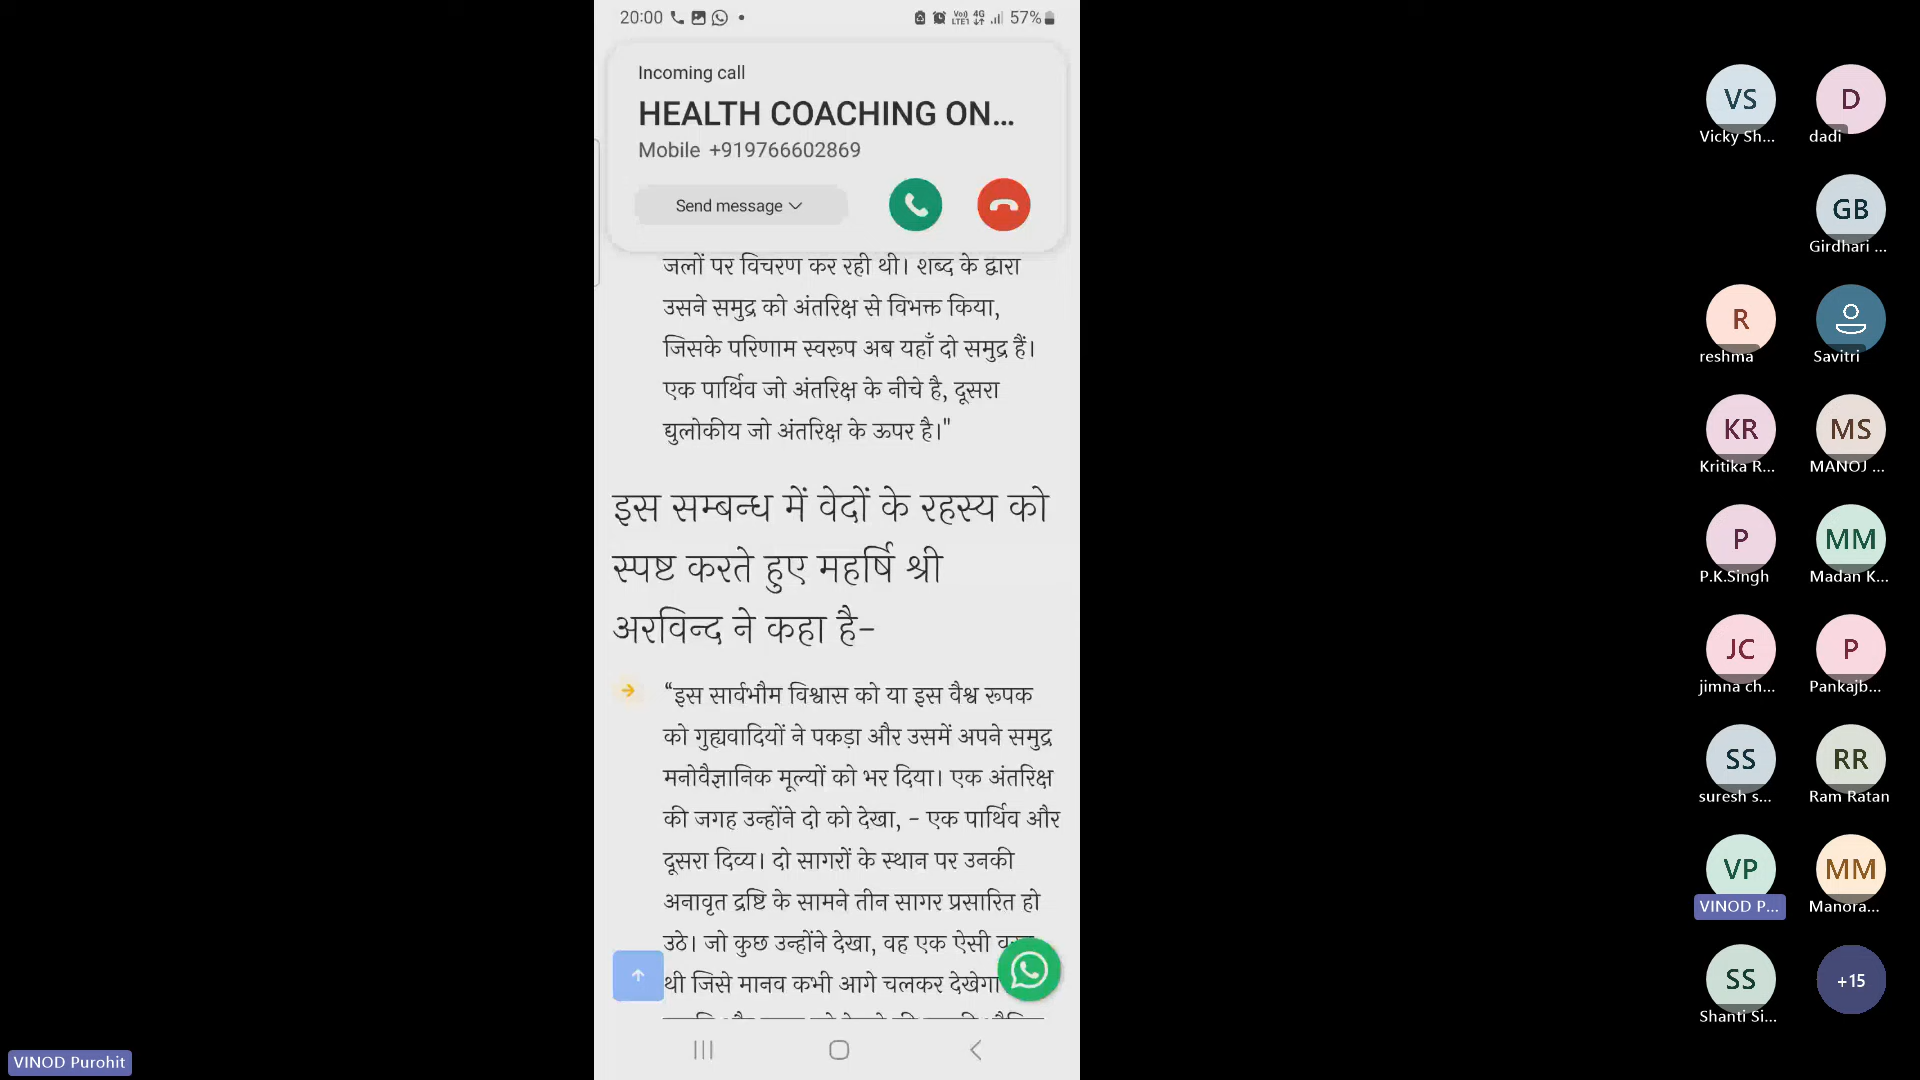 20:00
Vo)) 4G
LTE1
57%
Incoming call
HEALTH COACHING ON...
Mobile +919766602869
Send message
जलों पर विचरण कर रही थी। शब्द के द्वारा
उसने समुद्र को अंतरिक्ष से विभक्त किया,
जिसके परिणाम स्वरूप अब यहाँ दो समुद्र हैं।
एक पार्थिव जो अंतरिक्ष के नीचे है, दूसरा
द्युलोकीय जो अंतरिक्ष के ऊपर है।"
इस सम्बन्ध में वेदों के रहस्य को
स्पष्ट करते हुए महर्षि श्री
अरविन्द ने कहा है-
“इस सार्वभौम विश्वास को या इस वैश्व रूपक
को गुह्यवादियों ने पकड़ा और उसमें अपने समुद्र
मनोवैज्ञानिक मूल्यों को भर दिया। एक अंतरिक्ष
की जगह उन्होंने दो को देखा, - एक पार्थिव और
दूसरा दिव्य। दो सागरों के स्थान पर उनकी
अनावृत द्रष्टि के सामने तीन सागर प्रसारित हो
उठे। जो कुछ उन्होंने देखा, वह एक ऐसी
थी जिसे मानव कभी आगे चलकर देखेगा
VS D
Vicky Sh... dadi
GB
Girdhari ...
R
reshma Savitri
KR MS
Kritika R... MANOJ ...
P MM
P.K.Singh Madan K...
JC P
jimna ch... Pankajb...
SS RR
suresh s... Ram Ratan
VP MM
VINOD P... Manora...
SS +15
Shanti Si...
VINOD Purohit